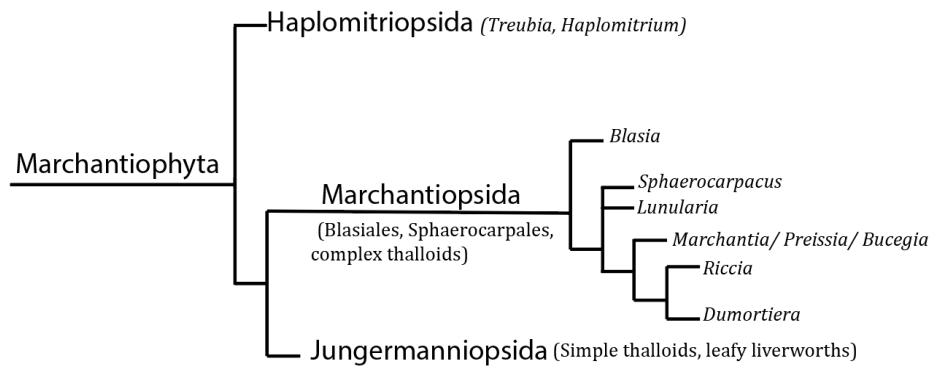 Haplomitriopsida (Treubia, Haplomitrium)
Blasia
Marchantiophyta
Sphaerocarpacus
Marchantiopsida
Lunularia
(Blasiales, Sphaerocarpales,
complex thalloids)
Marchantia/ Preissia/ Bucegia
Riccia
Dumortiera
Jungermanniopsida (Simple thalloids, leafy liverworths)